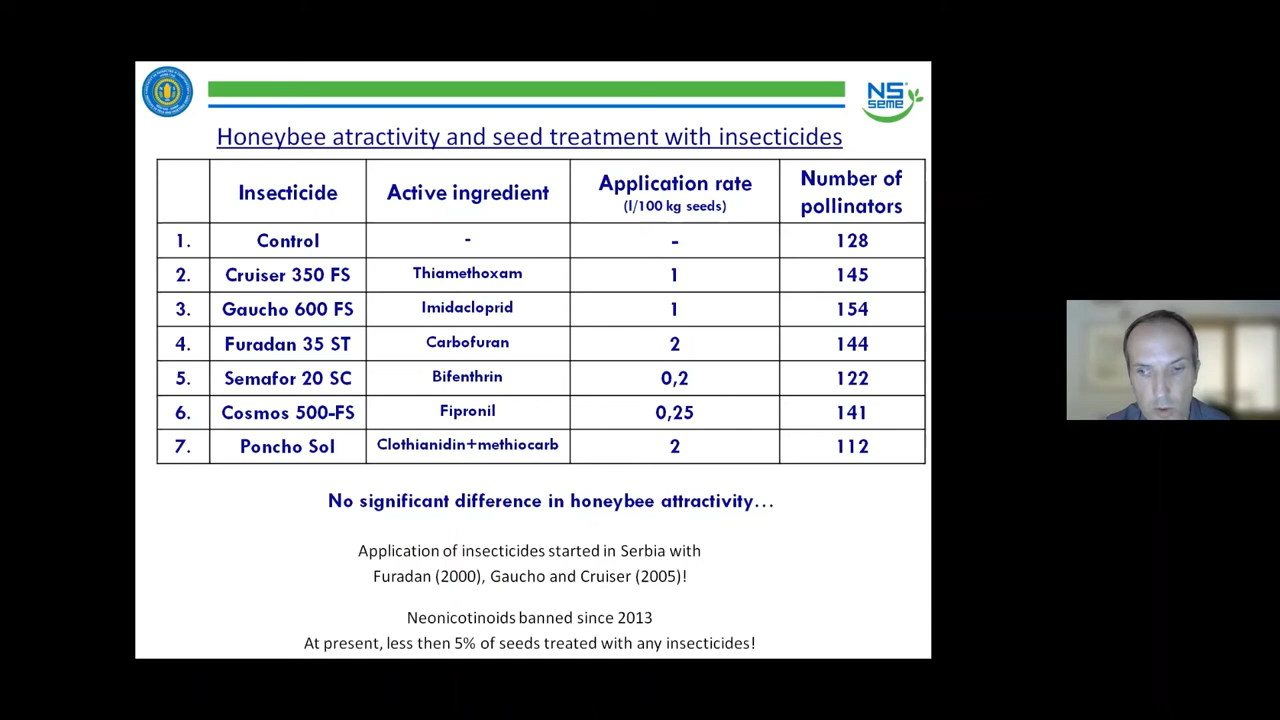 NS
seme
Honeybee atractivity and seed treatment with insecticides
Insecticide Active ingredient Application rate (l/100 kg seeds) Number of pollinators
1. Control - - 128
2. Cruiser 350 FS Thiamethoxam 1 145
3. Gaucho 600 FS Imidacloprid 1 154
4. Furadan 35 ST Carbofuran 2 144
5. Semafor 20 SC Bifenthrin 0,2 122
6. Cosmos 500-FS Fipronil 0,25 141
7. Poncho Sol Clothianidin+methiocarb 2 112
No significant difference in honeybee attractivity...
Application of insecticides started in Serbia with
Furadan (2000), Gaucho and Cruiser (2005)!
Neonicotinoids banned since 2013
At present, less then 5% of seeds treated with any insecticides!